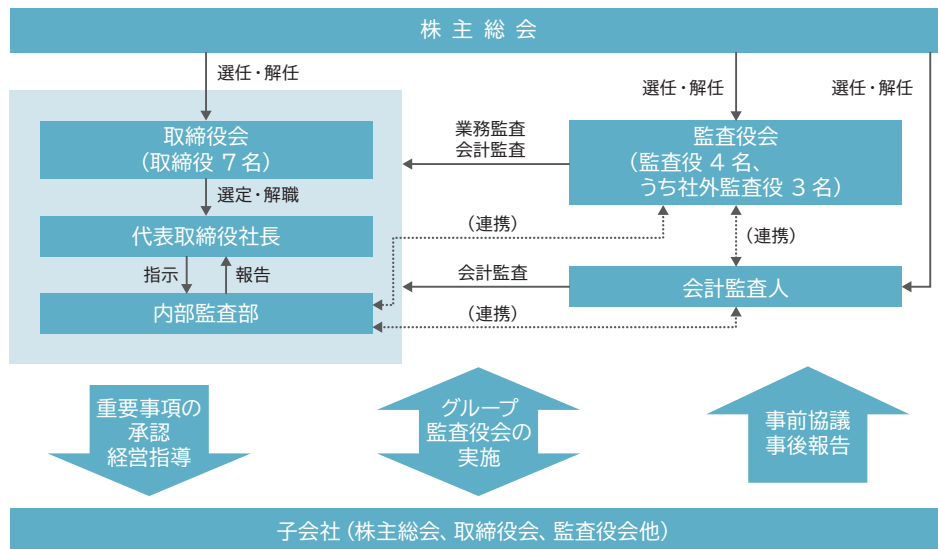 株主総会
選任・解任
選任・解任
選任・解任
取締役会
（取締役 7 名）
業務監査
会計監査
監査役会
（監査役 4 名、
うち社外監査役 3 名）
選定・解職
代表取締役社長
（連携）
（連携）
指示
報告
会計監査
会計監査人
内部監査部
（連携）
重要事項の
承認
経営指導
グループ
監査役会の
実施
事前協議
事後報告
子会社（株主総会、取締役会、監査役会他）